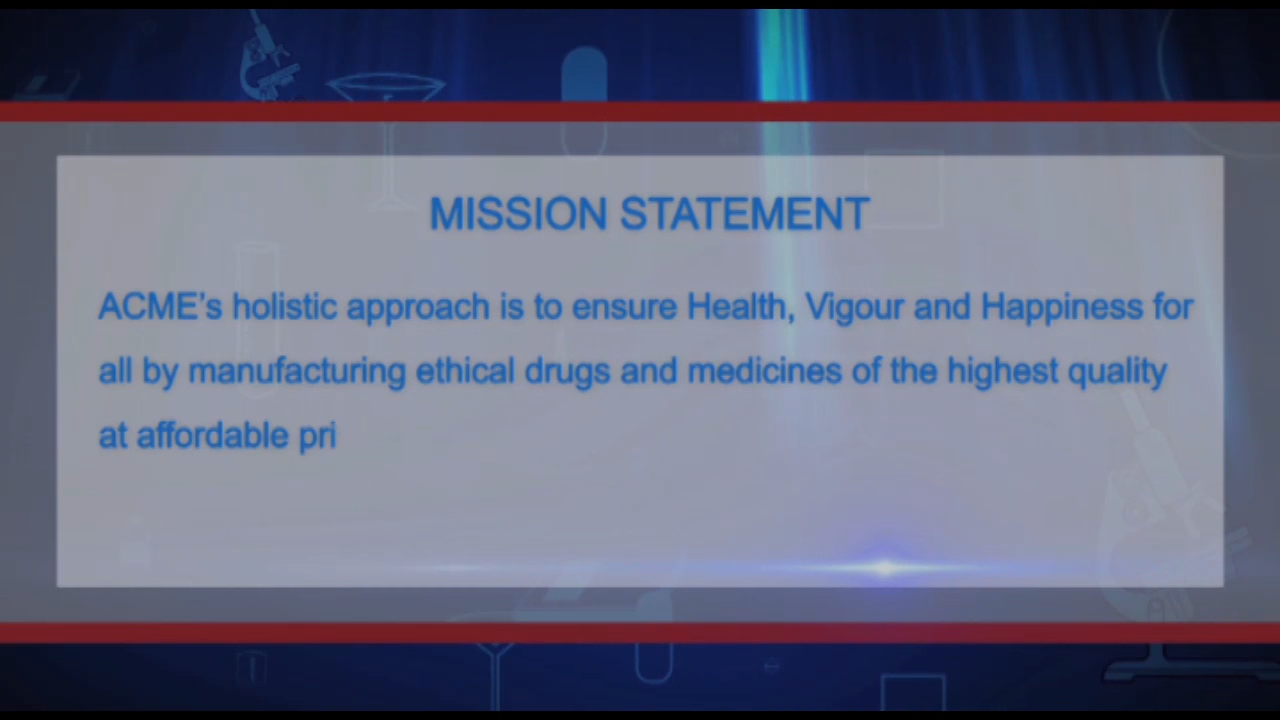 MISSION STATEMENT
ACME’s holistic approach is to ensure Health, Vigour and Happiness for
all by manufacturing ethical drugs and medicines of the highest quality
at affordable pri